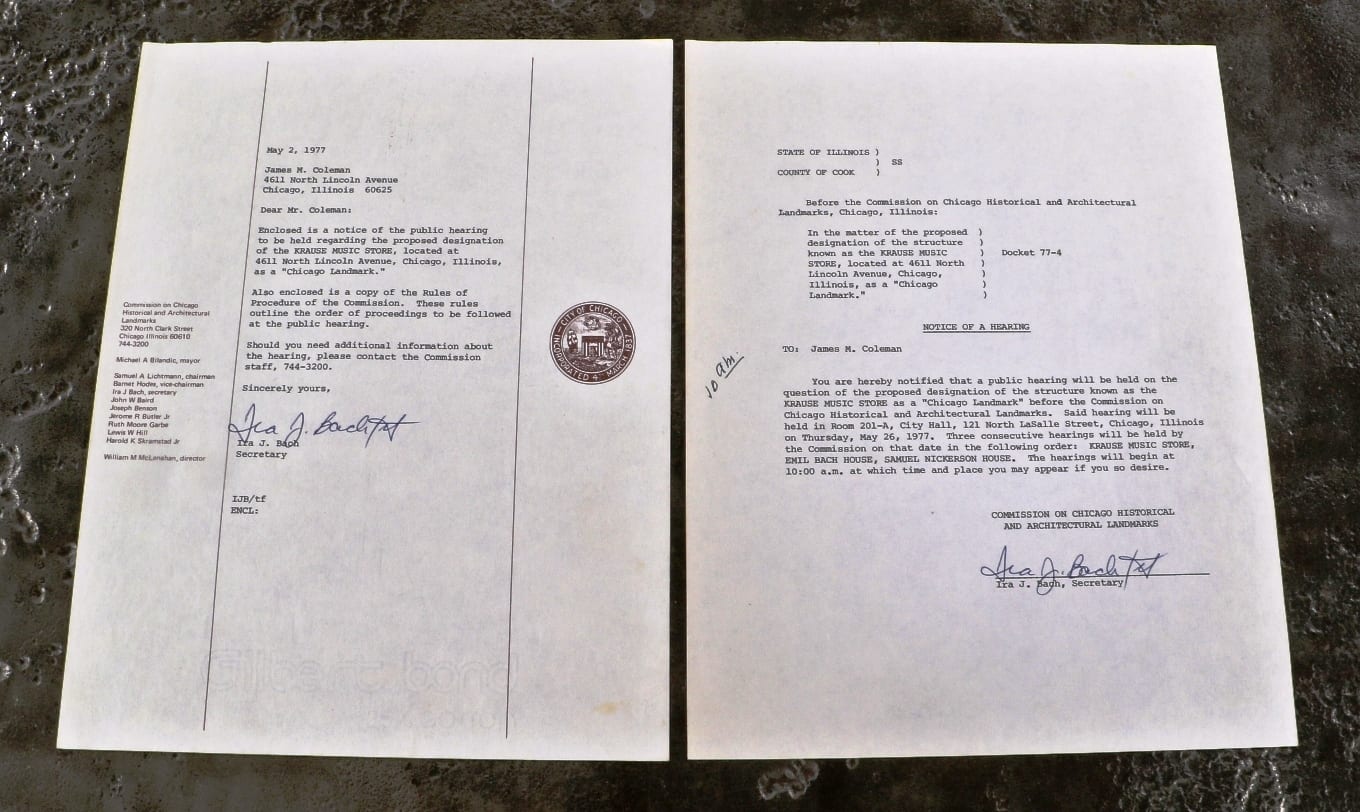 May 2, 1977
James M. Coleman
4611 North Lincoln Avenue
Chicago, Illinois 60625
Dear Mr. Coleman:
Enclosed is a notice of the public hearing
to be held regarding the proposed designation
of the KRAUSE MUSIC STORE, located at
4611 North Lincoln Avenue, Chicago, Illinois,
as a "Chicago Landmark."
Also enclosed is a copy of the Rules of
Procedure of the Commission. These rules
outline the order of proceedings to be followed
at the public hearing.
Should you need additional information about
the hearing, please contact the Commission
staff, 744-3200.
Sincerely yours,
Ira J. Bach
Ira J. Bach
Secretary
IJB/tf
ENCL:
Commission on Chicago
Historical and Architectural
Landmarks
320 North Clark Street
Chicago Illinois 60610
744-3200
Michael A Bilandic, mayor
Samuel A Lichtmann, chairman
Barnet Hodes, vice-chairman
Ira J Bach, secretary
John W Baird
Joseph Benson
Jerome R Butler Jr
Ruth Moore Garbe
Lewis W Hill
Harold K Skramstad Jr
William M McLenahan, director
CITY OF CHICAGO
INCORPORATED 4 MARCH 1837
Gilbert bond
STATE OF ILLINOIS )
) SS
COUNTY OF COOK )
Before the Commission on Chicago Historical and Architectural
Landmarks, Chicago, Illinois:
In the matter of the proposed )
designation of the structure )
known as the KRAUSE MUSIC ) Docket 77-4
STORE, located at 4611 North )
Lincoln Avenue, Chicago, )
Illinois, as a "Chicago )
Landmark." )
NOTICE OF A HEARING
TO: James M. Coleman
10 am.
You are hereby notified that a public hearing will be held on the
question of the proposed designation of the structure known as the
KRAUSE MUSIC STORE as a "Chicago Landmark" before the Commission on
Chicago Historical and Architectural Landmarks. Said hearing will be
held in Room 201-A, City Hall, 121 North LaSalle Street, Chicago, Illinois
on Thursday, May 26, 1977. Three consecutive hearings will be held by
the Commission on that date in the following order: KRAUSE MUSIC STORE,
EMIL BACH HOUSE, SAMUEL NICKERSON HOUSE. The hearings will begin at
10:00 a.m. at which time and place you may appear if you so desire.
COMMISSION ON CHICAGO HISTORICAL
AND ARCHITECTURAL LANDMARKS
Ira J. Bach
Ira J. Bach, Secretary